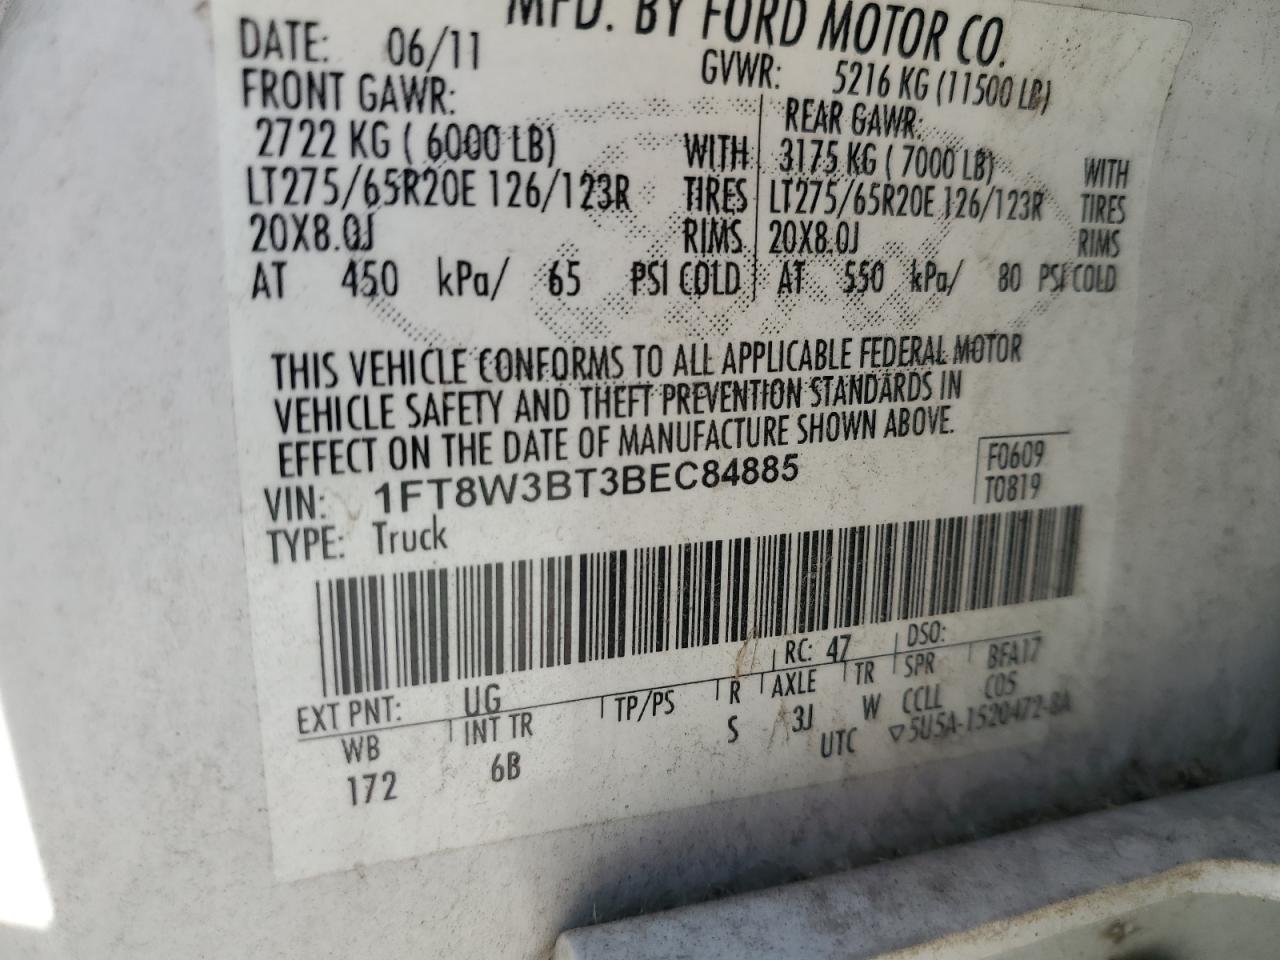 MFD. BY FORD MOTOR CO.
DATE: 06/11 GVWR: 5216 KG (11500 LB)
FRONT GAWR: REAR GAWR:
2722 KG ( 6000 LB) WITH 3175 KG ( 7000 LB) WITH
LT275/65R20E 126/123R TIRES LT275/65R20E 126/123R TIRES
20X8.0J RIMS 20X8.0J RIMS
AT 450 kPa/ 65 PSI COLD AT 550 kPa/ 80 PSI COLD
THIS VEHICLE CONFORMS TO ALL APPLICABLE FEDERAL MOTOR
VEHICLE SAFETY AND THEFT PREVENTION STANDARDS IN
EFFECT ON THE DATE OF MANUFACTURE SHOWN ABOVE.
VIN: 1FT8W3BT3BEC84885 F0609
TYPE: Truck T0819
EXT PNT: UG RC: 47 DSO:
WB INT TR TP/PS R AXLE TR SPR BFA17
172 6B S 3J W CCLL COS
UTC ▽5U5A-1520472-BA